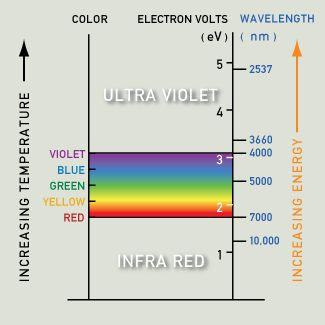 COLOR ELECTRON VOLTS WAVELENGTH
(eV) ( nm)
5
2537
ULTRA VIOLET
4
3660
VIOLET 4000
3
BLUE
GREEN 5000
YELLOW
2
RED 7000
10,000
1
INFRA RED
INCREASING TEMPERATURE
INCREASING ENERGY